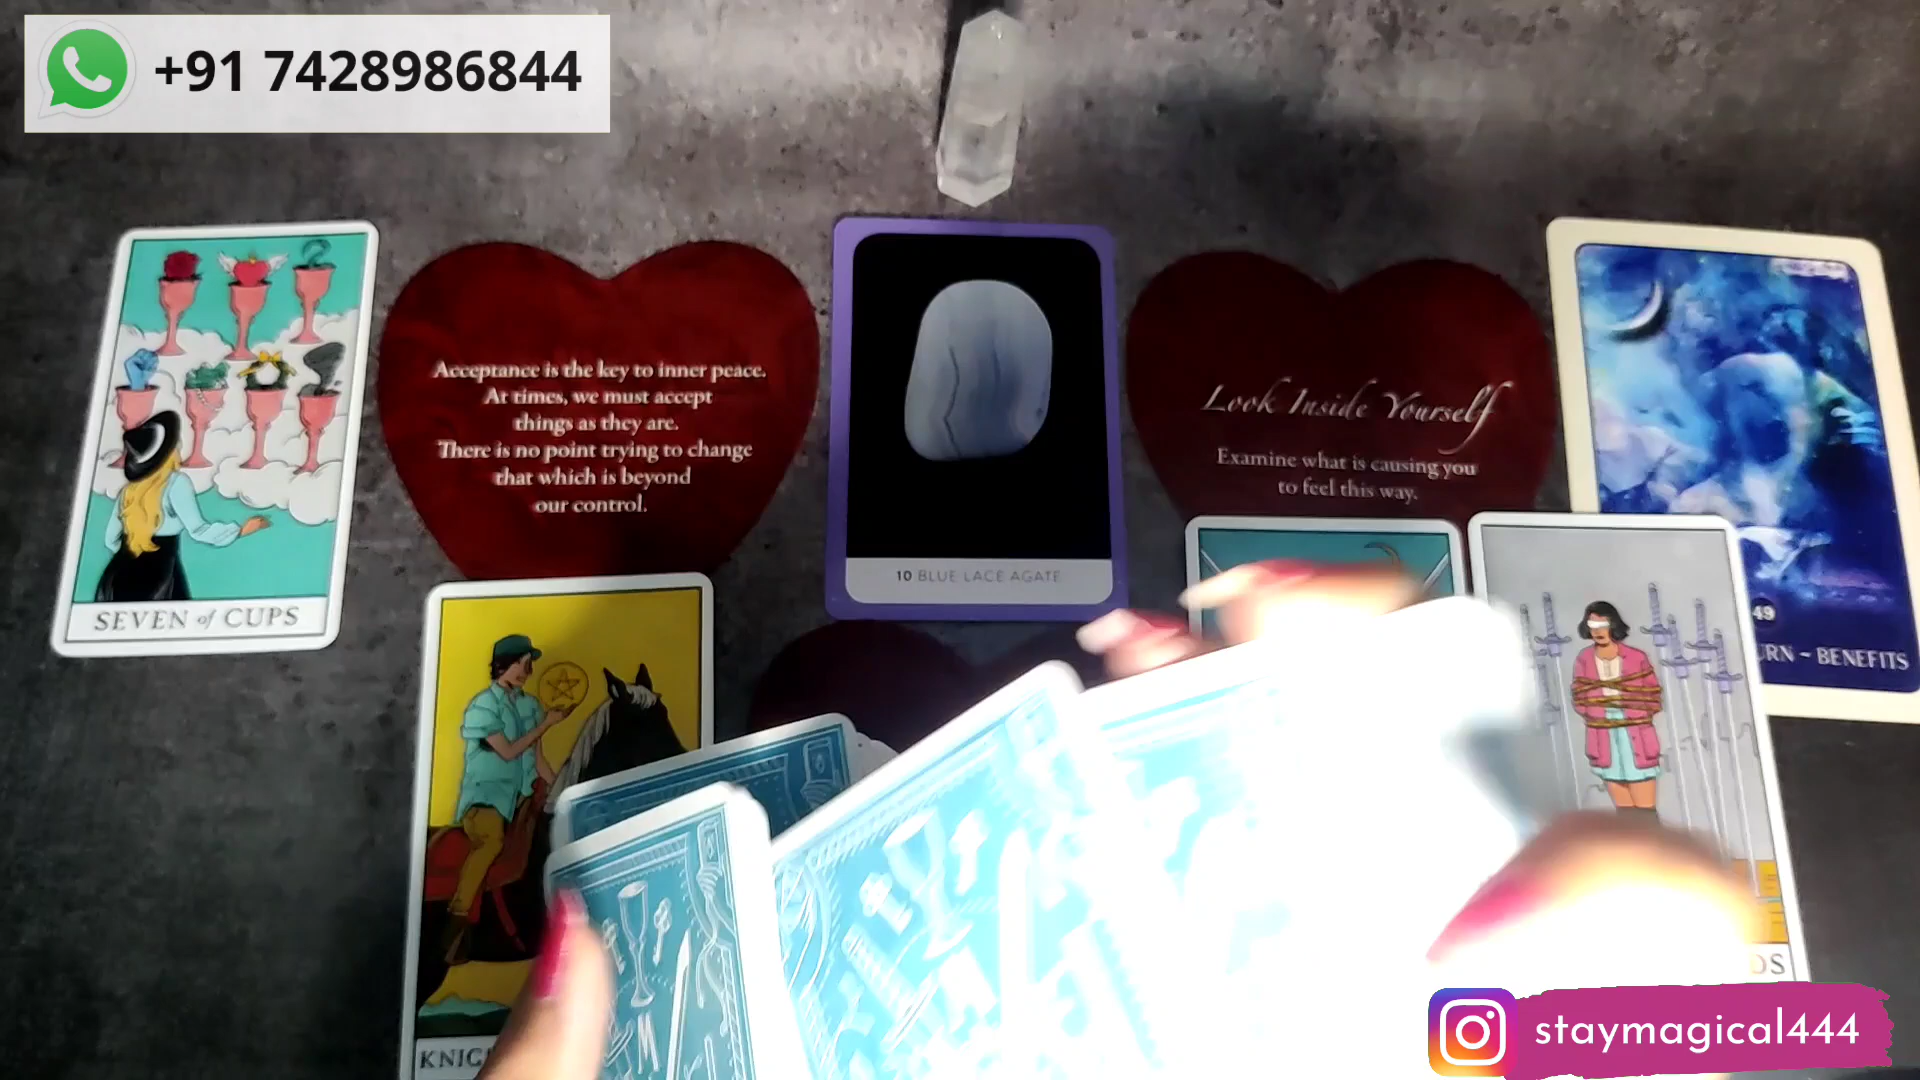 +91 7428986844
Acceptance is the key to inner peace.
At times, we must accept
things as they are.
There is no point trying to change
that which is beyond
our control.
Look Inside Yourself
Examine what is causing you
to feel this way.
10 BLUE LACE AGATE
SEVEN of CUPS
49
BENEFITS
staymagical444